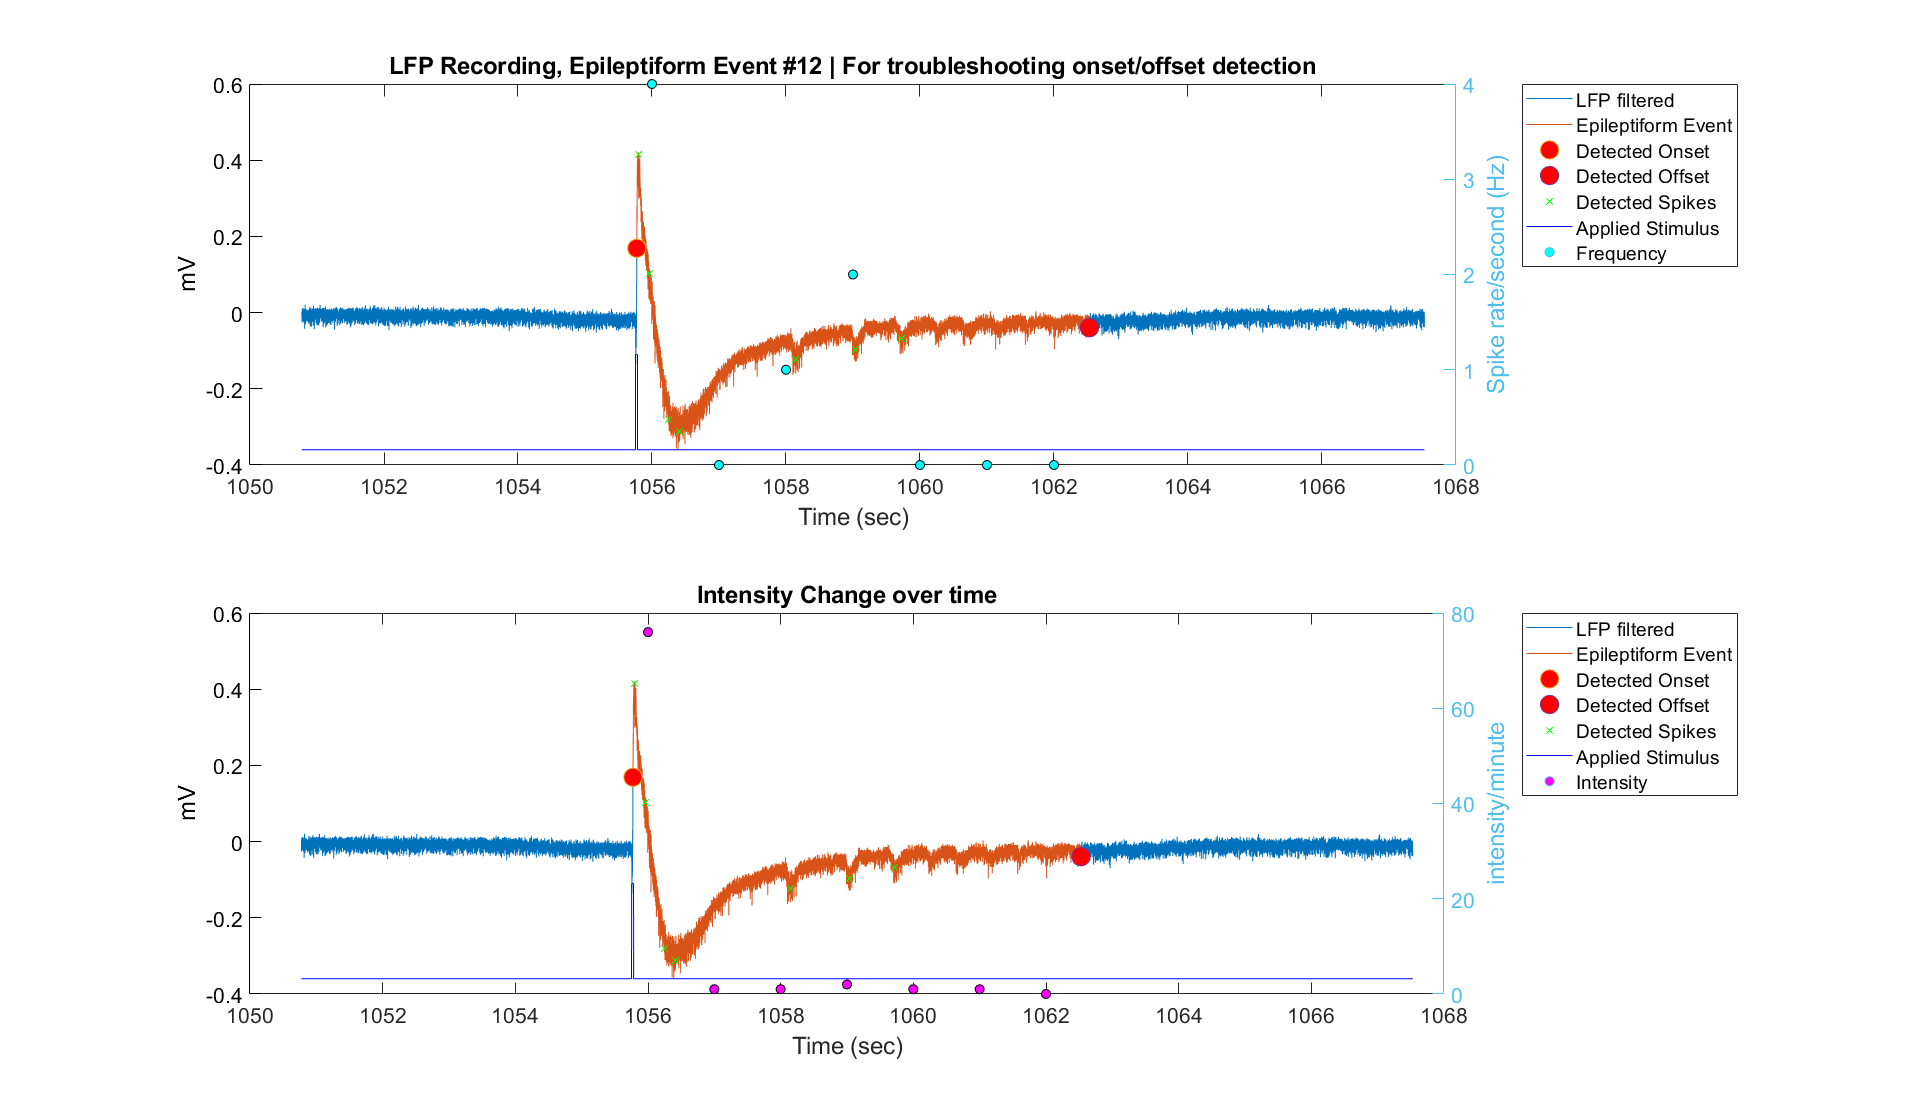 LFP Recording, Epileptiform Event #12 | For troubleshooting onset/offset detection
0.6
0.4
0.2
0
-0.2
-0.4
mV
1050 1052 1054 1056 1058 1060 1062 1064 1066 1068
Time (sec)
4
3
2
1
0
Spike rate/second (Hz)
LFP filtered
Epileptiform Event
Detected Onset
Detected Offset
Detected Spikes
Applied Stimulus
Frequency
Intensity Change over time
0.6
0.4
0.2
0
-0.2
-0.4
mV
1050 1052 1054 1056 1058 1060 1062 1064 1066 1068
Time (sec)
80
60
40
20
0
intensity/minute
LFP filtered
Epileptiform Event
Detected Onset
Detected Offset
Detected Spikes
Applied Stimulus
Intensity